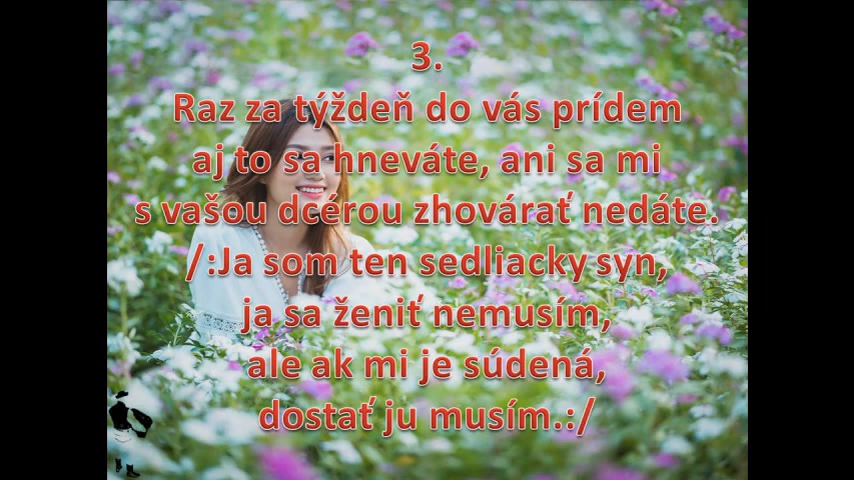 3.
Raz za týždeň do vás prídem
aj to sa hneváte, ani sa mi
s vašou dcérou zhovárať nedáte.
/:Ja som ten sedliacky syn,
ja sa ženiť nemusím,
ale ak mi je súdená,
dostať ju musím.:/